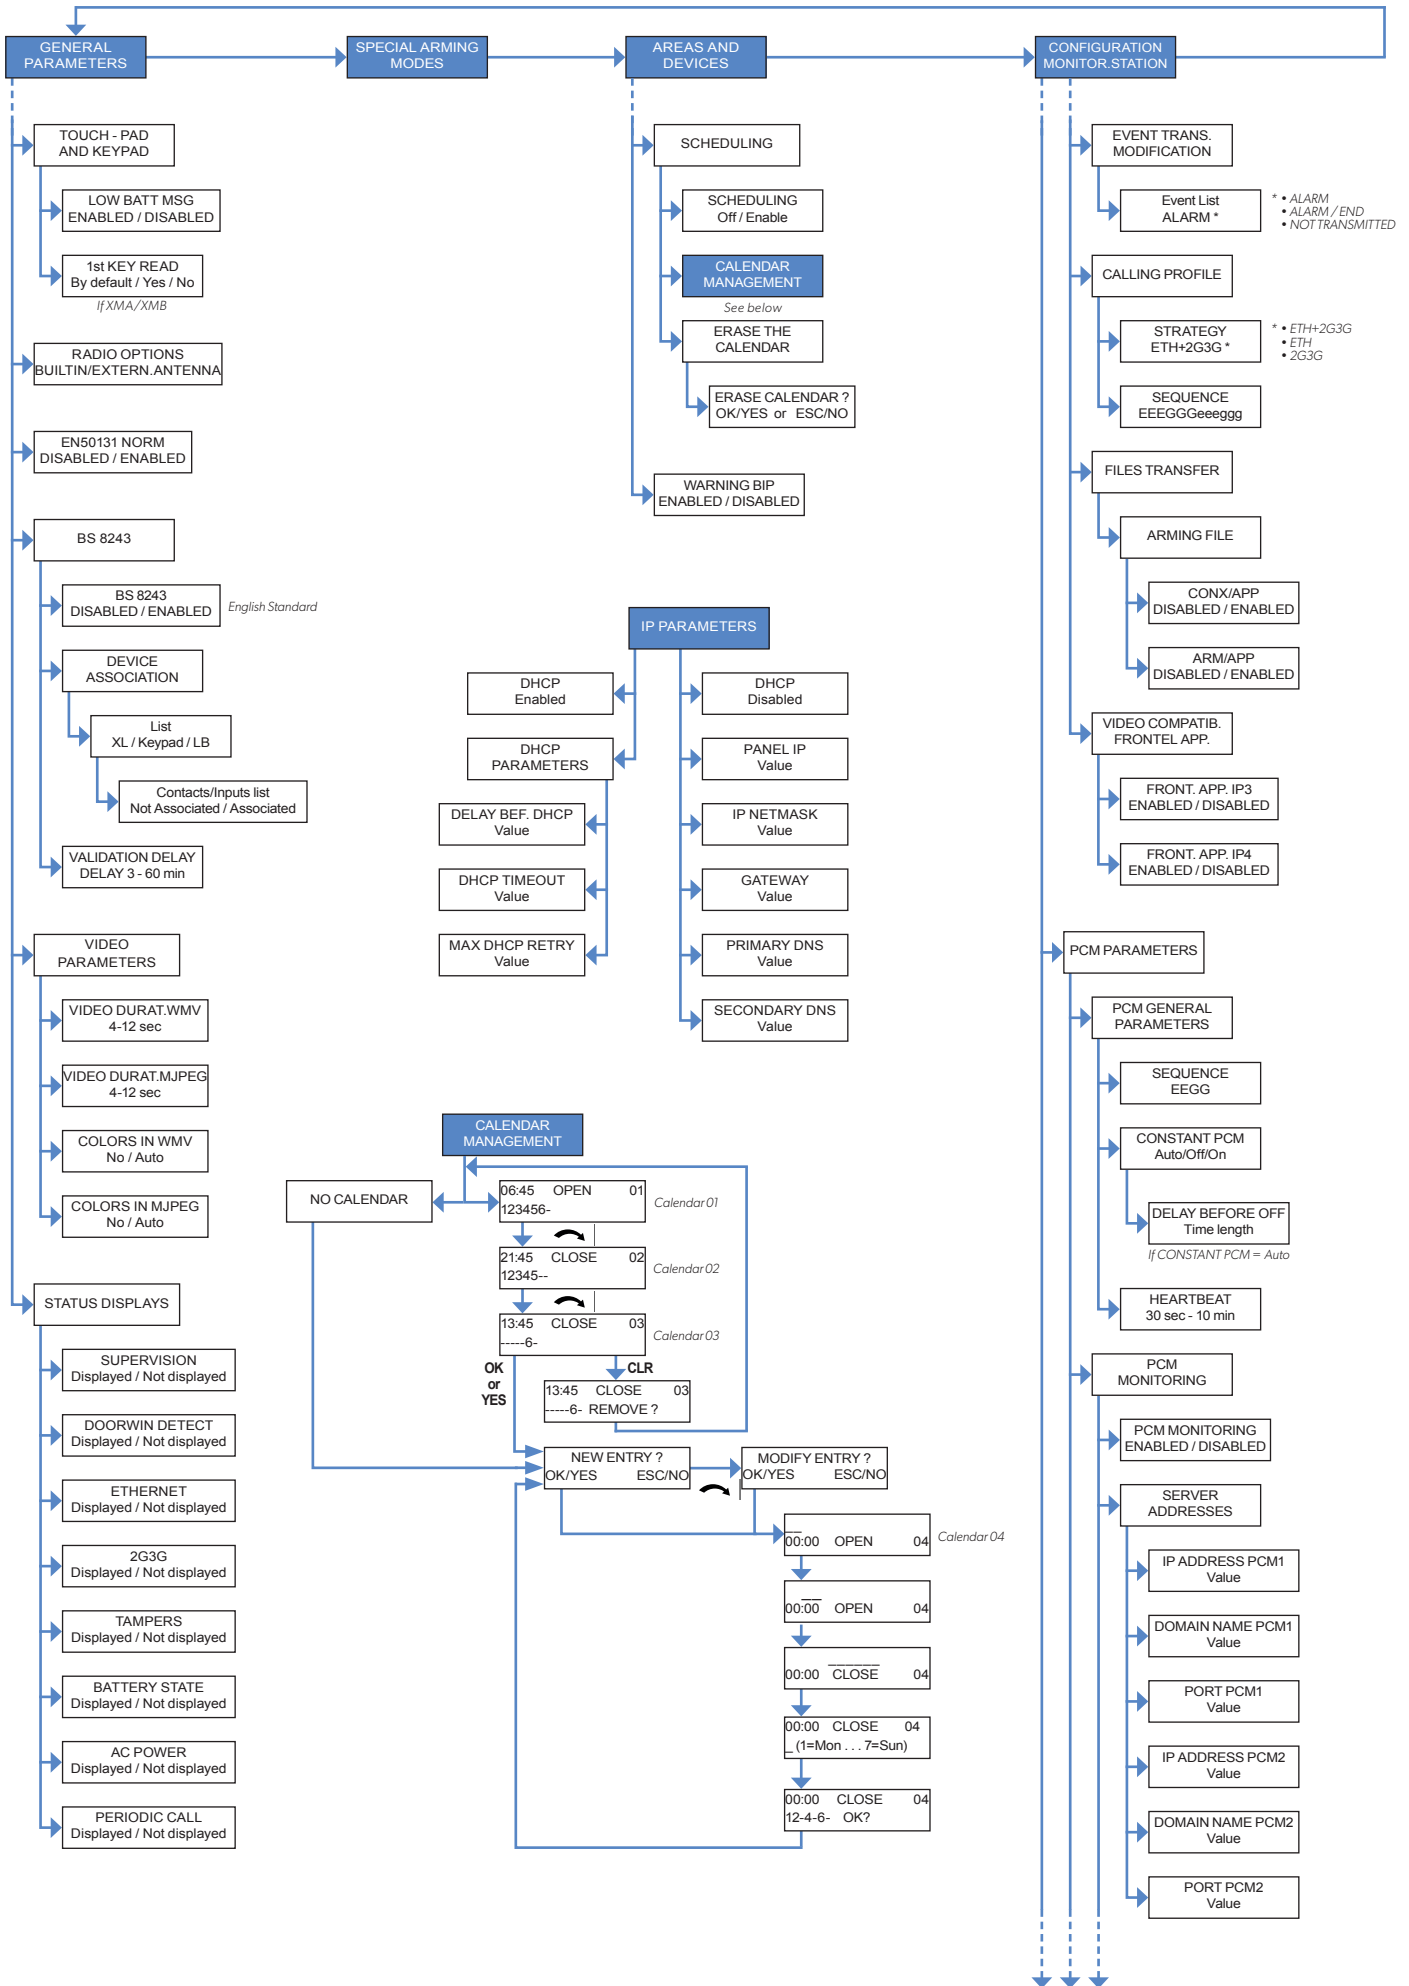 GENERAL
PARAMETERS
SPECIAL ARMING
MODES
AREAS AND
DEVICES
CONFIGURATION
MONITOR.STATION
TOUCH - PAD
AND KEYPAD
LOW BATT MSG
ENABLED / DISABLED
1st KEY READ
By default / Yes / No
If XMA/XMB
RADIO OPTIONS
BUILTIN/EXTERN.ANTENNA
EN50131 NORM
DISABLED / ENABLED
BS 8243
BS 8243
DISABLED / ENABLED
English Standard
DEVICE
ASSOCIATION
List
XL / Keypad / LB
Contacts/Inputs list
Not Associated / Associated
VALIDATION DELAY
DELAY 3 - 60 min
VIDEO
PARAMETERS
VIDEO DURAT.WMV
4-12 sec
VIDEO DURAT.MJPEG
4-12 sec
COLORS IN WMV
No / Auto
COLORS IN MJPEG
No / Auto
STATUS DISPLAYS
SUPERVISION
Displayed / Not displayed
DOORWIN DETECT
Displayed / Not displayed
ETHERNET
Displayed / Not displayed
2G3G
Displayed / Not displayed
TAMPERS
Displayed / Not displayed
BATTERY STATE
Displayed / Not displayed
AC POWER
Displayed / Not displayed
PERIODIC CALL
Displayed / Not displayed
SCHEDULING
SCHEDULING
Off / Enable
CALENDAR
MANAGEMENT
See below
ERASE THE
CALENDAR
ERASE CALENDAR ?
OK/YES or ESC/NO
WARNING BIP
ENABLED / DISABLED
IP PARAMETERS
DHCP
Enabled
DHCP
PARAMETERS
DELAY BEF. DHCP
Value
DHCP TIMEOUT
Value
MAX DHCP RETRY
Value
DHCP
Disabled
PANEL IP
Value
IP NETMASK
Value
GATEWAY
Value
PRIMARY DNS
Value
SECONDARY DNS
Value
CALENDAR
MANAGEMENT
NO CALENDAR
06:45 OPEN 01
123456-
Calendar 01
21:45 CLOSE 02
12345--
Calendar 02
13:45 CLOSE 03
-----6-
Calendar 03
OK
or
YES
CLR
13:45 CLOSE 03
-----6- REMOVE ?
NEW ENTRY ?
OK/YES ESC/NO
MODIFY ENTRY ?
OK/YES ESC/NO
00:00 OPEN 04
Calendar 04
00:00 OPEN 04
00:00 CLOSE 04
00:00 CLOSE 04
_ (1=Mon . . . 7=Sun)
00:00 CLOSE 04
12-4-6- OK?
EVENT TRANS.
MODIFICATION
Event List
ALARM *
* • ALARM
• ALARM / END
• NOT TRANSMITTED
CALLING PROFILE
STRATEGY
ETH+2G3G *
* • ETH+2G3G
• ETH
• 2G3G
SEQUENCE
EEEGGGeeeggg
FILES TRANSFER
ARMING FILE
CONX/APP
DISABLED / ENABLED
ARM/APP
DISABLED / ENABLED
VIDEO COMPATIB.
FRONTEL APP.
FRONT. APP. IP3
ENABLED / DISABLED
FRONT. APP. IP4
ENABLED / DISABLED
PCM PARAMETERS
PCM GENERAL
PARAMETERS
SEQUENCE
EEGG
CONSTANT PCM
Auto/Off/On
DELAY BEFORE OFF
Time length
If CONSTANT PCM = Auto
HEARTBEAT
30 sec - 10 min
PCM
MONITORING
PCM MONITORING
ENABLED / DISABLED
SERVER
ADDRESSES
IP ADDRESS PCM1
Value
DOMAIN NAME PCM1
Value
PORT PCM1
Value
IP ADDRESS PCM2
Value
DOMAIN NAME PCM2
Value
PORT PCM2
Value